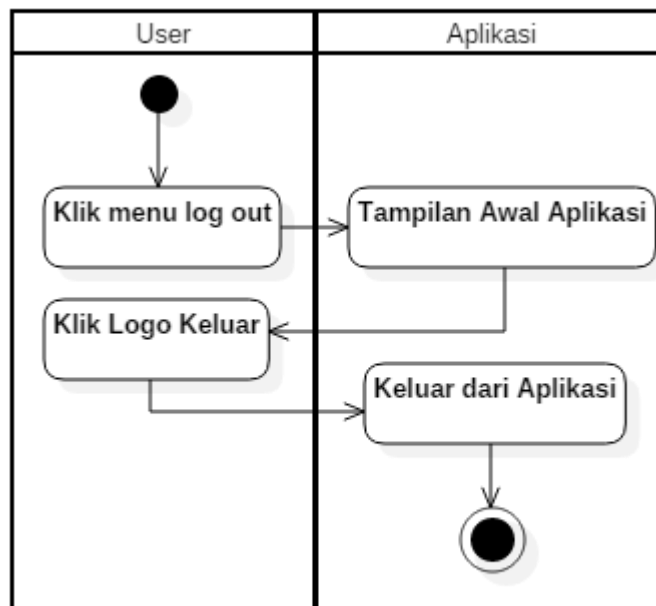 User
Aplikasi
Klik menu log out
Tampilan Awal Aplikasi
Klik Logo Keluar
Keluar dari Aplikasi